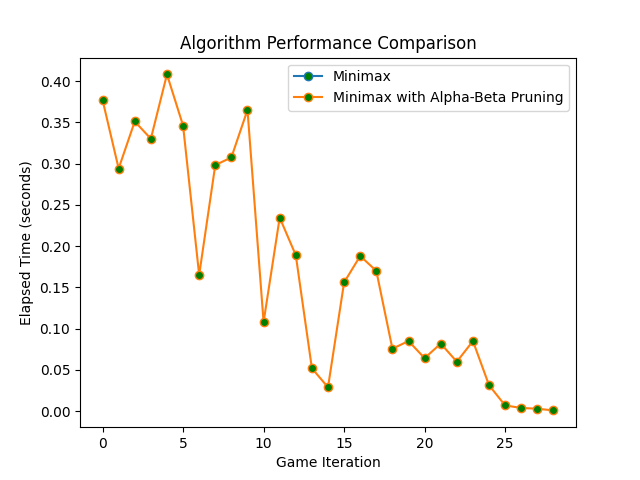 Algorithm Performance Comparison
Minimax
Minimax with Alpha-Beta Pruning
Elapsed Time (seconds)
0.40
0.35
0.30
0.25
0.20
0.15
0.10
0.05
0.00
0 5 10 15 20 25
Game Iteration